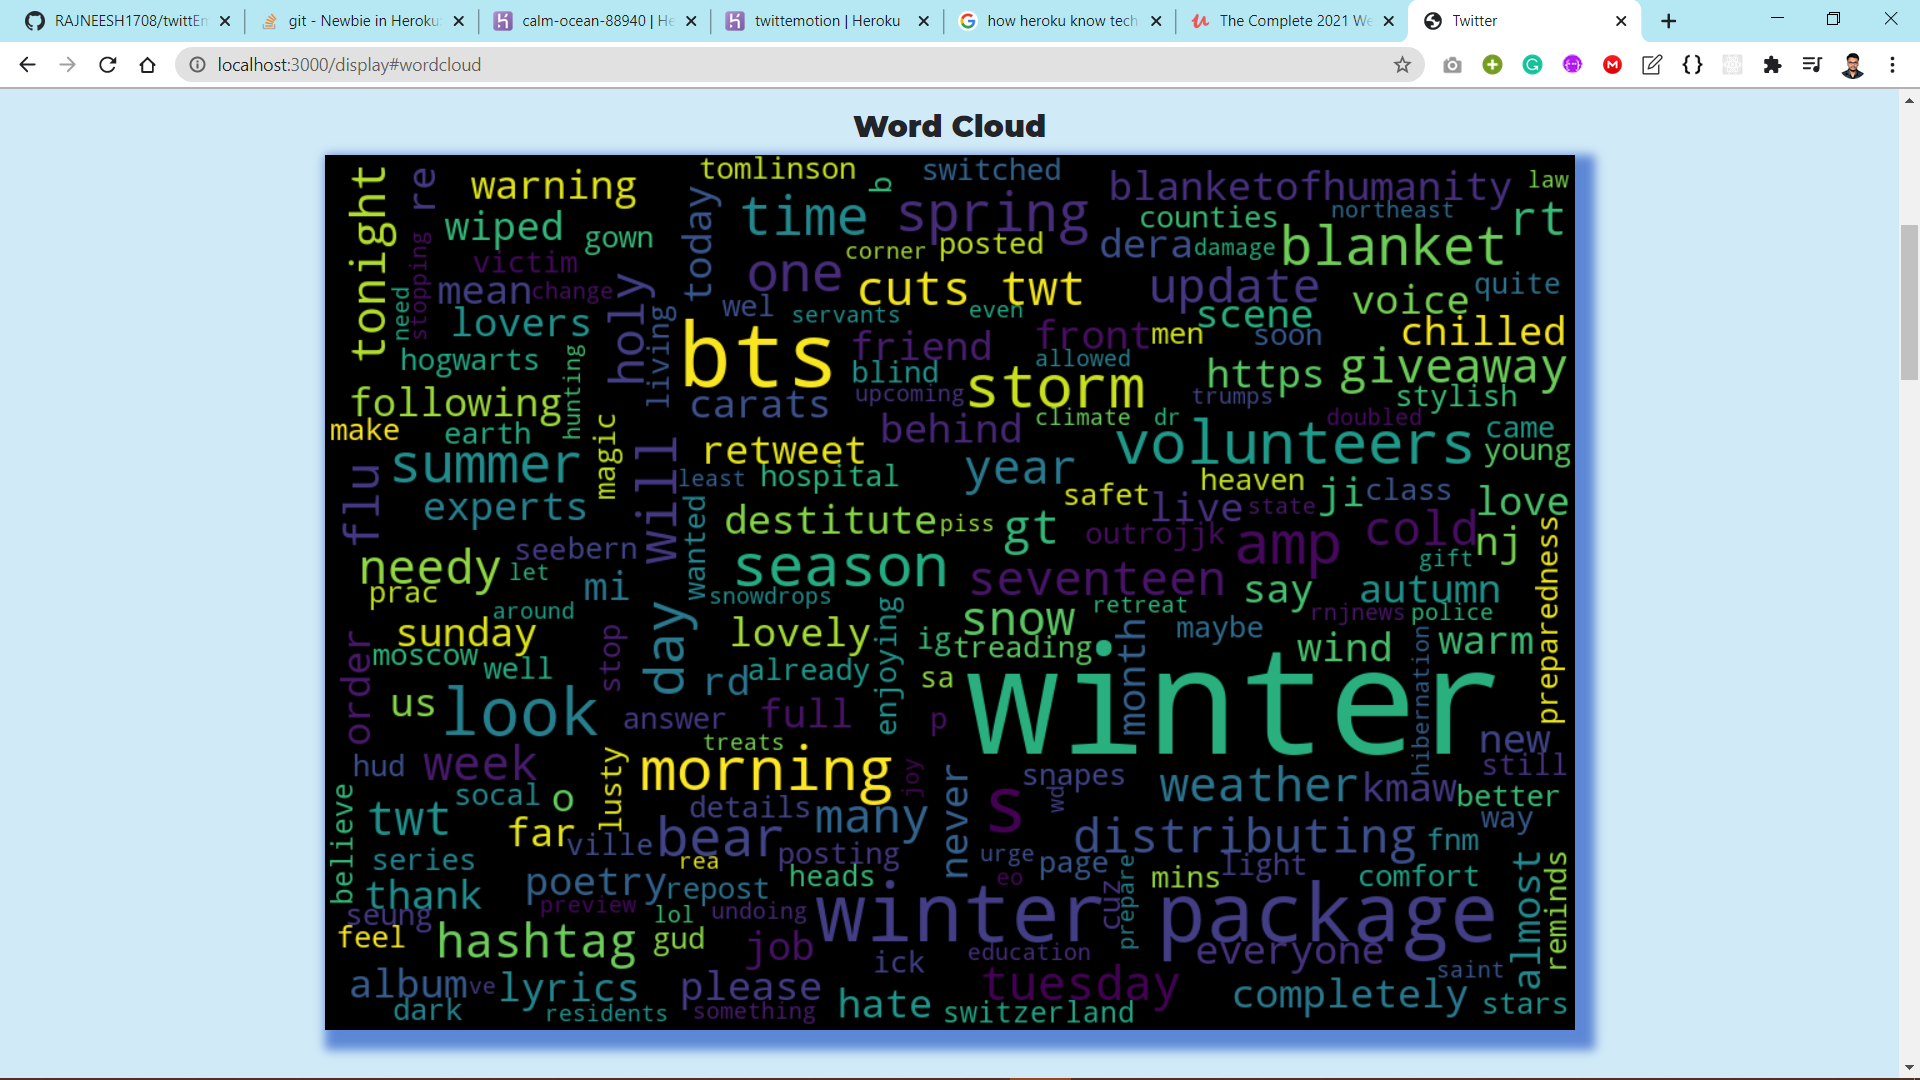 RAJNEESH1708/twittEn
git - Newbie in Heroku:
calm-ocean-88940 | He
twittemotion | Heroku
how heroku know tech
The Complete 2021 We
Twitter
localhost:3000/display#wordcloud
Word Cloud
tonight
re
warning
tomlinson
b
switched
blanketofhumanity
law
wiped
gown
today
time
spring
counties
northeast
rt
stopping
victim
corner
posted
dera
damage
blanket
need
mean
change
holy
one
cuts twt
update
voice
quite
lovers
living
wel
servants
even
scene
chilled
hogwarts
hunting
bts
friend
front
men
soon
blind
allowed
https
giveaway
following
carats
upcoming
storm
trumps
stylish
make
earth
magic
will
retweet
behind
climate
dr
doubled
volunteers
came
young
summer
least
hospital
year
heaven
flu
experts
wanted
safet
live
state
ji
class
love
destitute
piss
gt
outrojjk
amp
cold
nj
preparedness
needy
let
see
bern
season
seventeen
gift
prac
mi
snowdrops
say
autumn
around
day
enjoying
snow
retreat
rnjnews
police
order
sunday
stop
lovely
ig
treading
month
maybe
wind
hibernation
warm
moscow
well
rd
already
sa
winter
us
look
answer
full
p
week
treats
new
hud
lusty
morning
joy
never
snapes
weather
kmaw
still
believe
socal
o
details
s
wd
better
twt
far
ville
bear
many
distributing
way
fnm
series
rea
posting
urge
page
prepare
light
almost
reminds
thank
poetry
repost
heads
eo
cuz
mins
comfort
seung
preview
lol
undoing
winter package
feel
hashtag
gud
job
education
everyone
album
ve
lyrics
please
ick
tuesday
saint
dark
residents
something
hate
switzerland
completely
stars